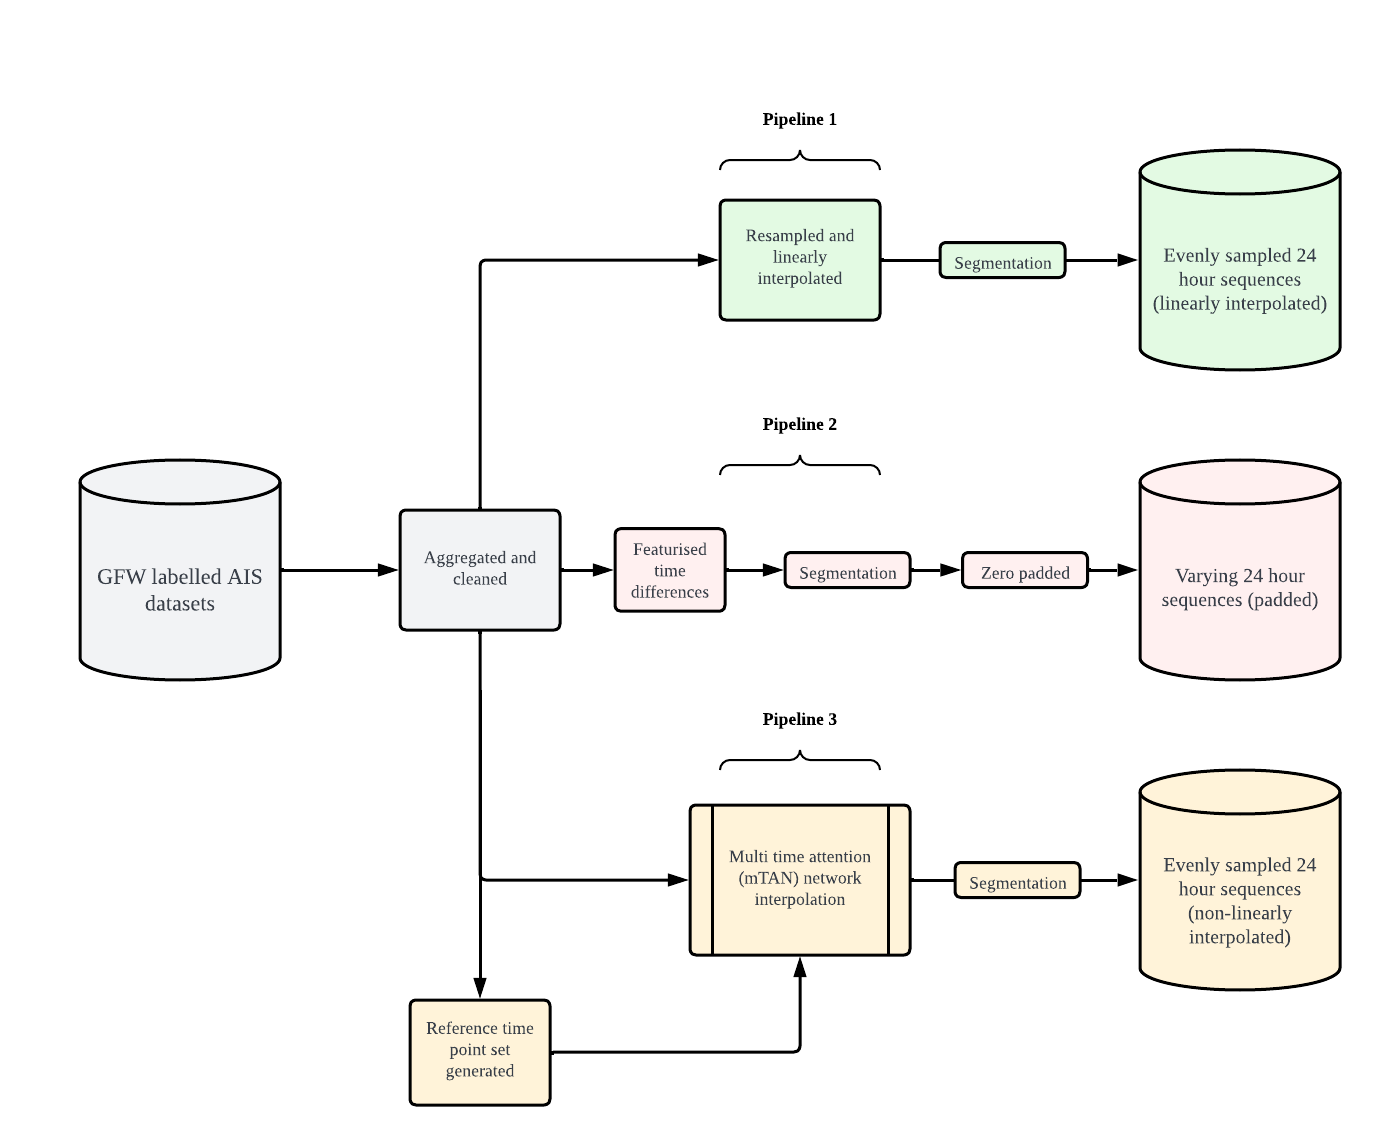 Pipeline 1
Resampled and
linearly
interpolated
Segmentation
Evenly sampled 24
hour sequences
(linearly interpolated)
Pipeline 2
GFW labelled AIS
datasets
Aggregated and
cleaned
Featurised
time
differences
Segmentation
Zero padded
Varying 24 hour
sequences (padded)
Pipeline 3
Multi time attention
(mTAN) network
interpolation
Segmentation
Evenly sampled 24
hour sequences
(non-linearly
interpolated)
Reference time
point set
generated